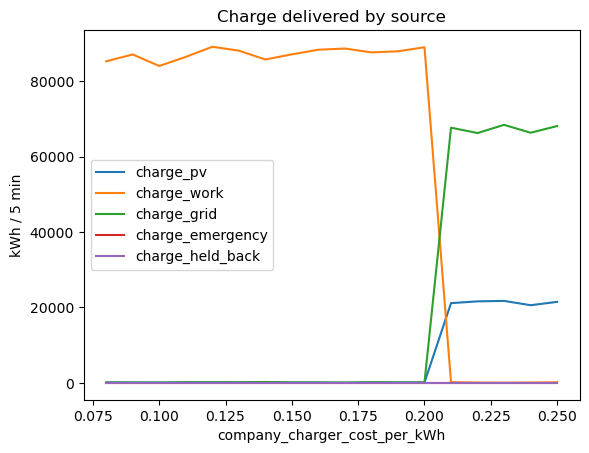 Charge delivered by source
kWh / 5 min
80000
60000
40000
20000
0
charge_pv
charge_work
charge_grid
charge_emergency
charge_held_back
0.075 0.100 0.125 0.150 0.175 0.200 0.225 0.250
company_charger_cost_per_kWh